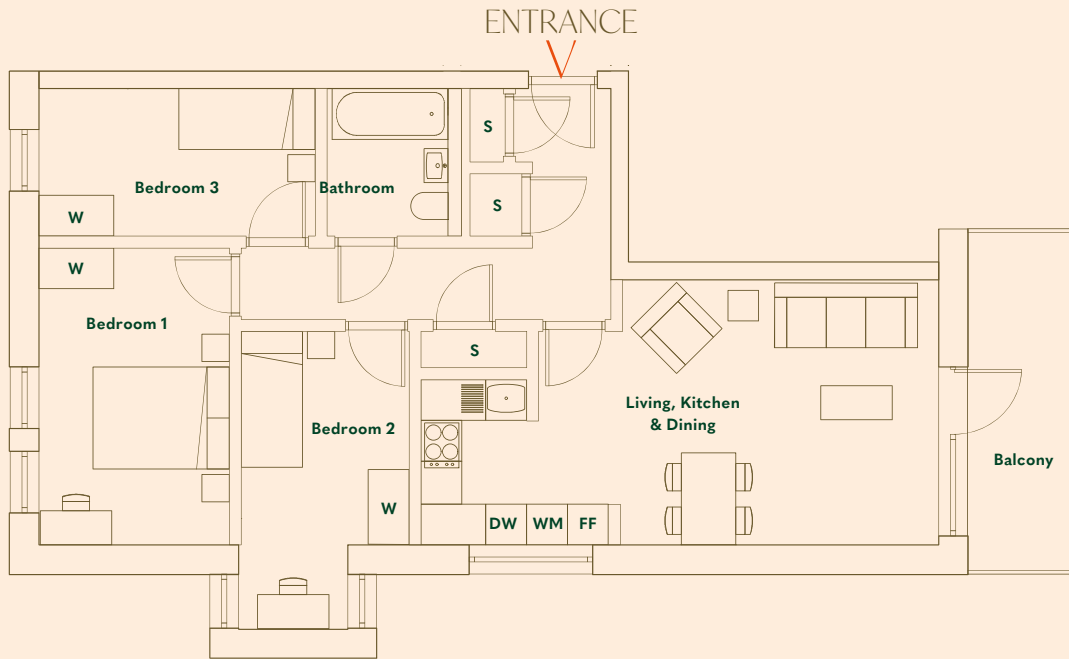 ENTRANCE
S
Bedroom 3
Bathroom
S
W
W
Bedroom 1
S
Living, Kitchen
& Dining
Bedroom 2
Balcony
W
DW
WM
FF